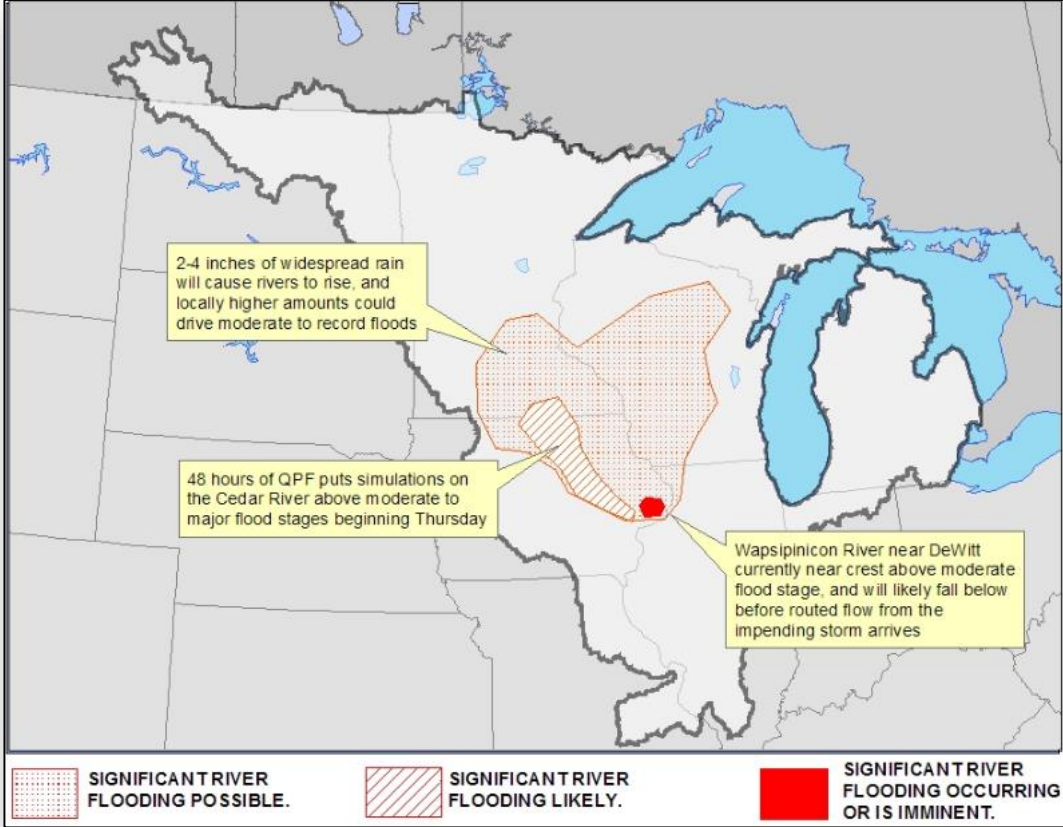 2-4 inches of widespread rain
will cause rivers to rise, and
locally higher amounts could
drive moderate to record floods
48 hours of QPF puts simulations on
the Cedar River above moderate to
major flood stages beginning Thursday
Wapsipinicon River near DeWitt
currently near crest above moderate
flood stage, and will likely fall below
before routed flow from the
impending storm arrives
SIGNIFICANT RIVER
FLOODING POSSIBLE.
SIGNIFICANT RIVER
FLOODING LIKELY.
SIGNIFICANT RIVER
FLOODING OCCURRING
OR IS IMMINENT.